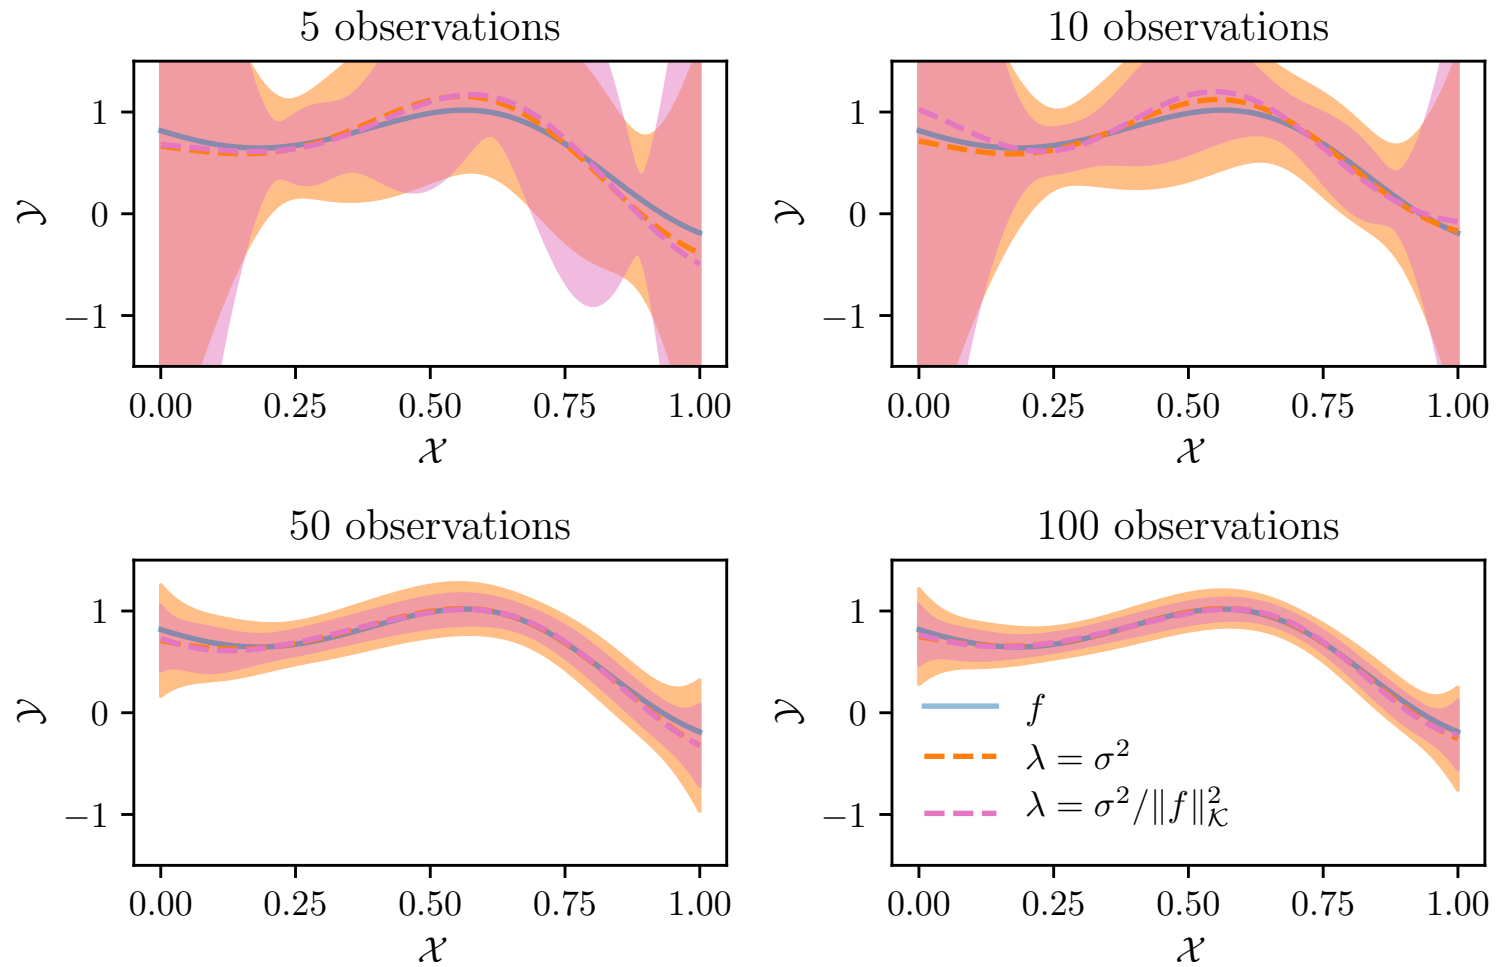 5 observations
1
0
−1
𝒴
0.00 0.25 0.50 0.75 1.00
𝒳
10 observations
1
0
−1
𝒴
0.00 0.25 0.50 0.75 1.00
𝒳
50 observations
1
0
−1
𝒴
0.00 0.25 0.50 0.75 1.00
𝒳
100 observations
1
0
−1
𝒴
f
λ = σ²
λ = σ²/‖f‖²_𝒦
0.00 0.25 0.50 0.75 1.00
𝒳